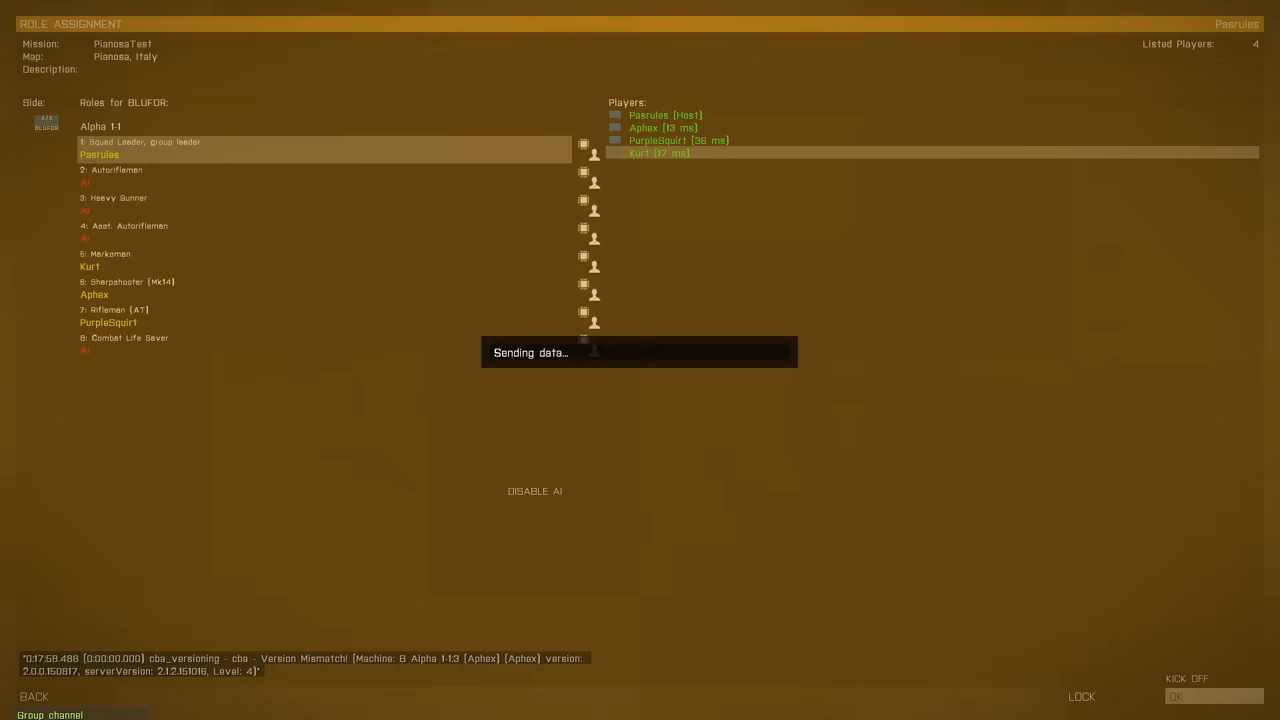 ROLE ASSIGNMENT
Pasrules
Mission: PianosaTest
Map: Pianosa, Italy
Description:
Listed Players: 4
Side:
Roles for BLUFOR:
Players:
BLUFOR
Alpha 1-1
1: Squad Leader, group leader
Pasrules
2: Autorifleman
AI
3: Heavy Gunner
AI
4: Asst. Autorifleman
AI
5: Marksman
Kurt
6: Sharpshooter (Mk14)
Aphex
7: Rifleman (AT)
PurpleSquirt
8: Combat Life Saver
AI
Pasrules (Host)
Aphex (13 ms)
PurpleSquirt (36 ms)
Kurt (17 ms)
Sending data...
DISABLE AI
"0:17:58.488 (0:00:00.000) cba_versioning - cba - Version Mismatch! (Machine: B Alpha 1-1:3 (Aphex) (Aphex) version:
2.0.0.150817, serverVersion: 2.1.2.151016, Level: 4)"
KICK OFF
BACK
LOCK
OK
Group channel